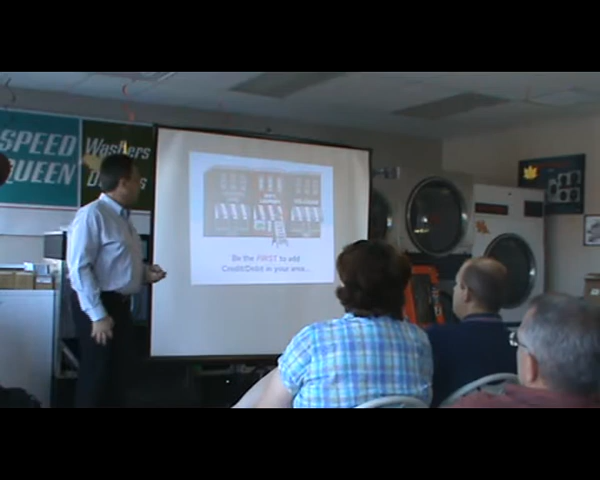 SPEED
QUEEN
Washers
Be the FIRST to add
Credit/Debit in your area...